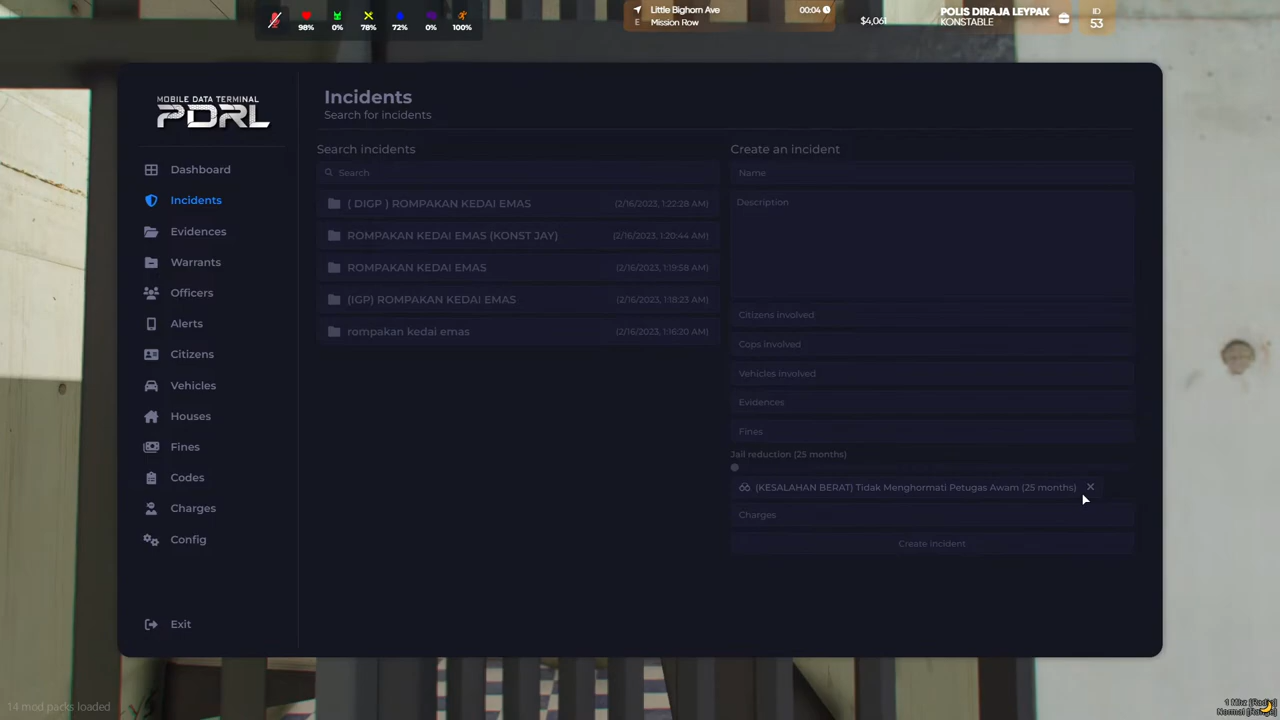 98%
0%
78%
72%
0%
100%
Little Bighorn Ave
E Mission Row
00:04
$4,061
POLIS DIRAJA LEYPAK
KONSTABLE
ID
53
MOBILE DATA TERMINAL
PDRL
Dashboard
Incidents
Evidences
Warrants
Officers
Alerts
Citizens
Vehicles
Houses
Fines
Codes
Charges
Config
Exit
Incidents
Search for incidents
Search incidents
Search
( DIGP ) ROMPAKAN KEDAI EMAS (2/16/2023, 1:22:28 AM)
ROMPAKAN KEDAI EMAS (KONST JAY) (2/16/2023, 1:20:44 AM)
ROMPAKAN KEDAI EMAS (2/16/2023, 1:19:58 AM)
(IGP) ROMPAKAN KEDAI EMAS (2/16/2023, 1:18:23 AM)
rompakan kedai emas (2/16/2023, 1:16:20 AM)
Create an incident
Name
Description
Citizens involved
Cops involved
Vehicles involved
Evidences
Fines
Jail reduction (25 months)
(KESALAHAN BERAT) Tidak Menghormati Petugas Awam (25 months)
Charges
Create incident
14 mod packs loaded
1 Mhz [Radio]
Normal [Range]